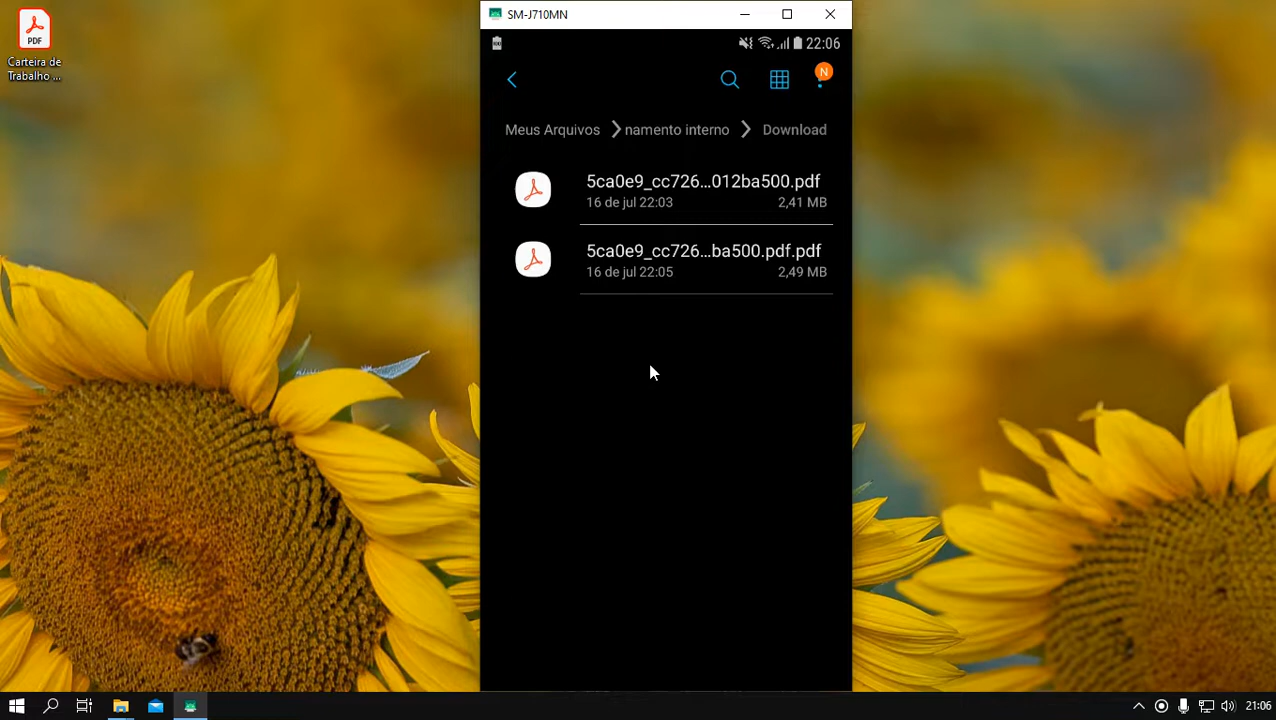 PDF
Carteira de
Trabalho ...
SM-J710MN
22:06
N
Meus Arquivos
namento interno
Download
5ca0e9_cc726...012ba500.pdf
16 de jul 22:03
2,41 MB
5ca0e9_cc726...ba500.pdf.pdf
16 de jul 22:05
2,49 MB
21:06